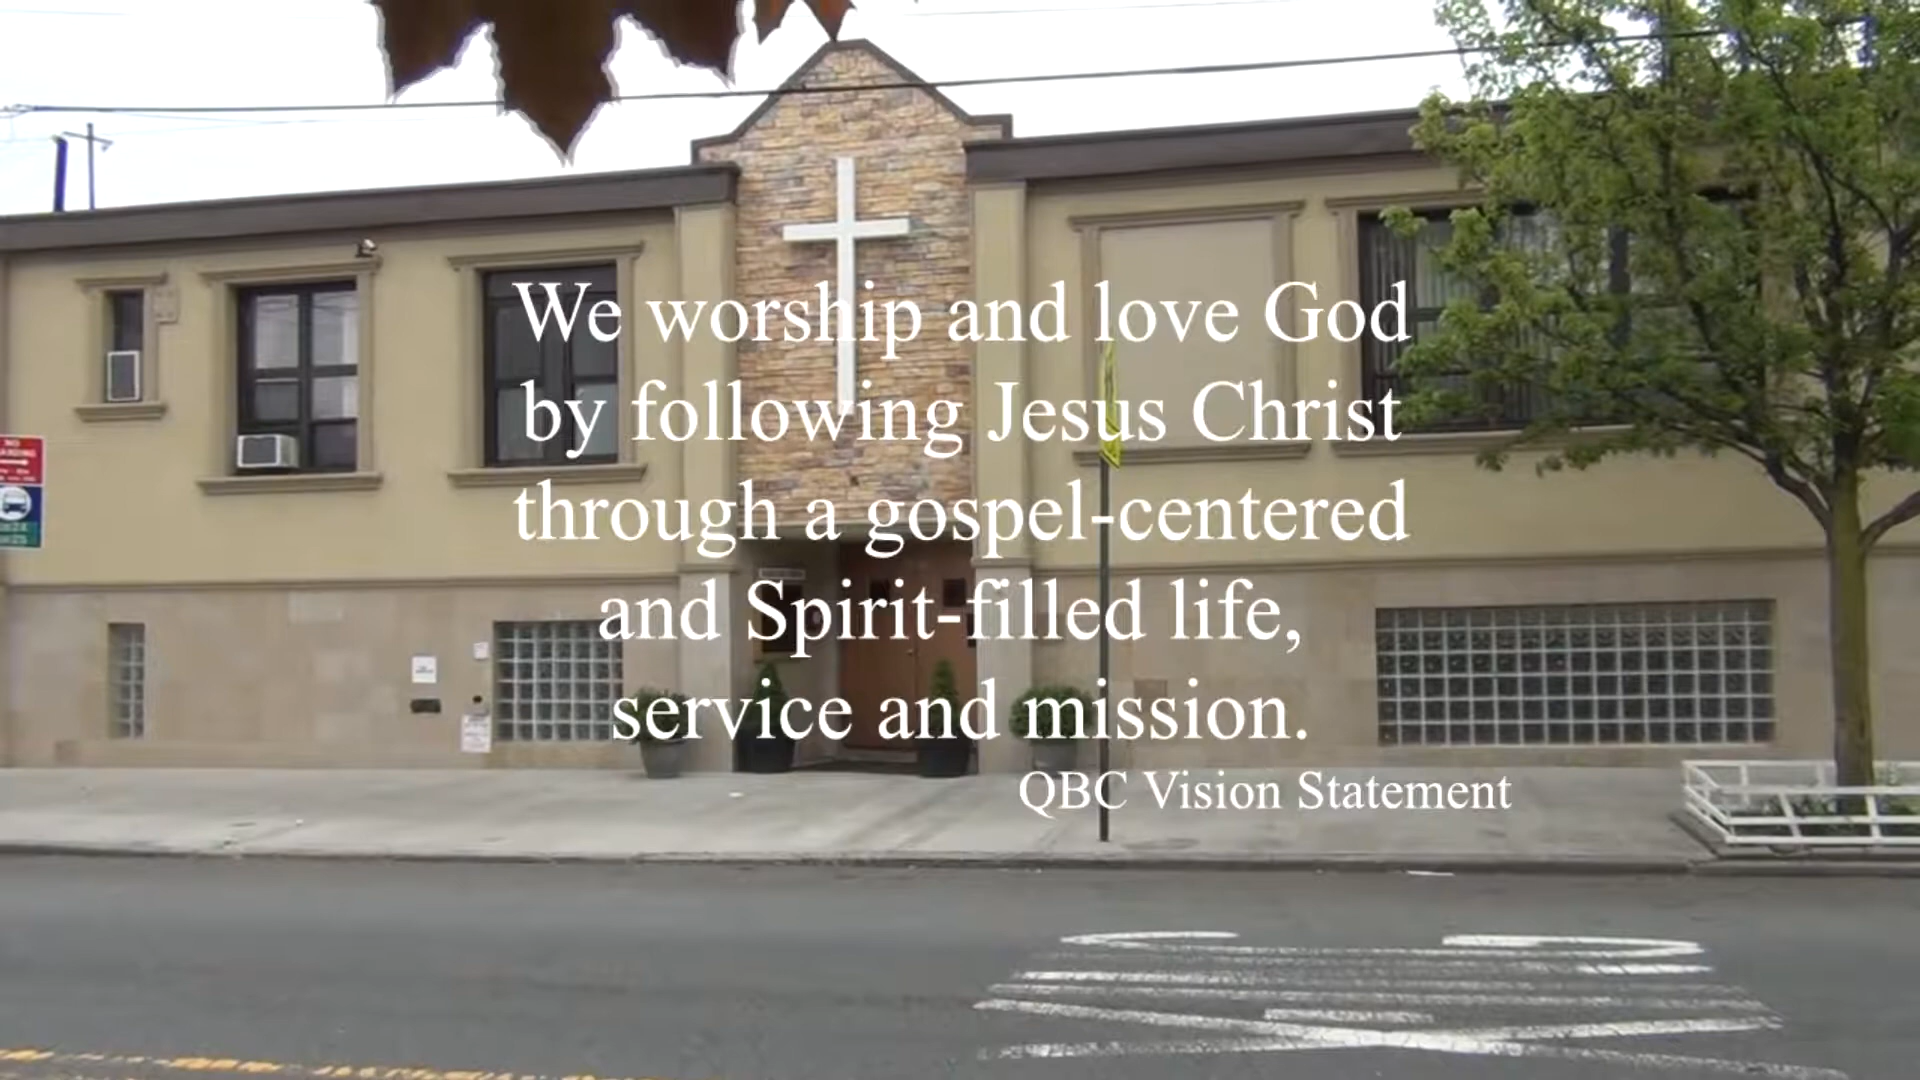 We worship and love God
by following Jesus Christ
through a gospel-centered
and Spirit-filled life,
service and mission.
QBC Vision Statement
NO